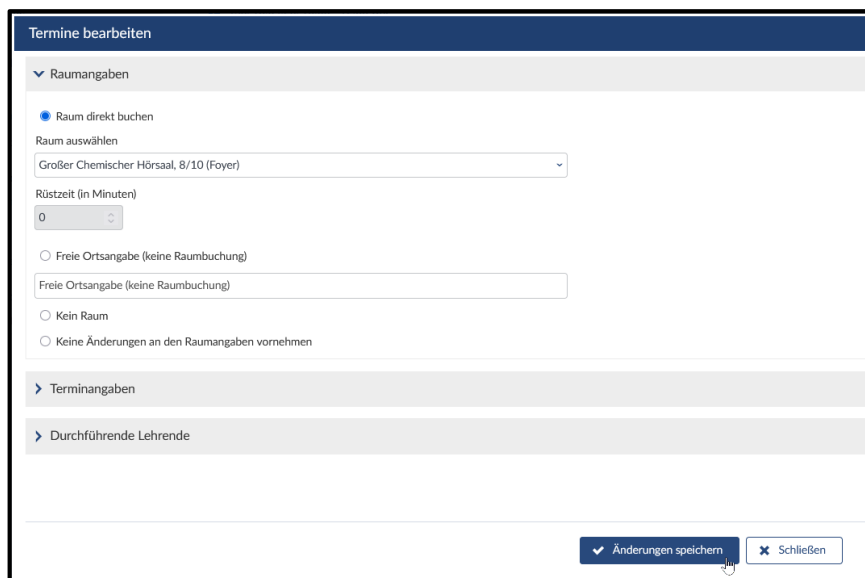 Termine bearbeiten
Raumangaben
Raum direkt buchen
Raum auswählen
Großer Chemischer Hörsaal, 8/10 (Foyer)
Rüstzeit (in Minuten)
0
Freie Ortsangabe (keine Raumbuchung)
Freie Ortsangabe (keine Raumbuchung)
Kein Raum
Keine Änderungen an den Raumangaben vornehmen
Terminangaben
Durchführende Lehrende
Änderungen speichern
Schließen